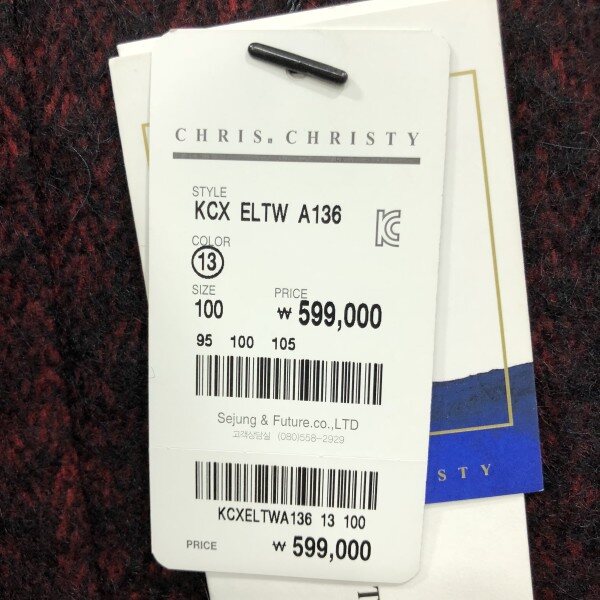 CHRIS. CHRISTY
STYLE
KCX ELTW A136
KC
COLOR
13
SIZE PRICE
100 ₩ 599,000
95 100 105
Sejung & Future.co.,LTD
고객상담실 (080)558-2929
KCXELTWA136 13 100
PRICE ₩ 599,000
STY
T